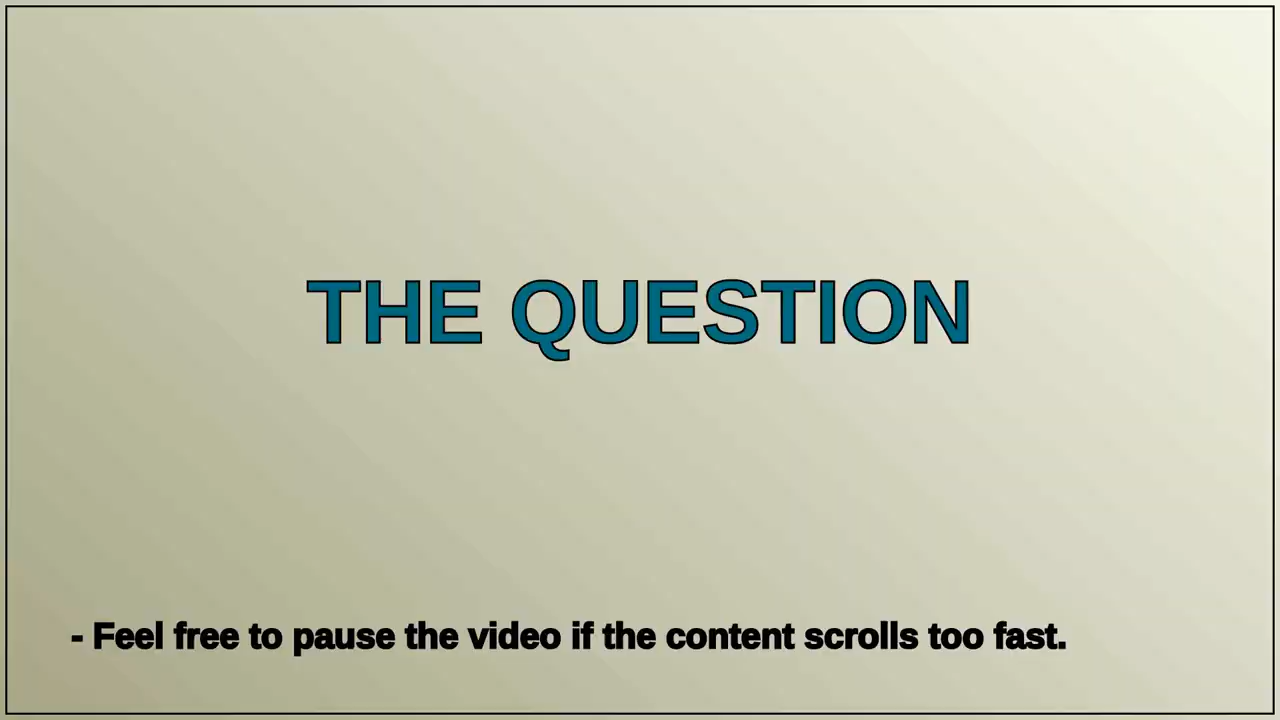 THE QUESTION
- Feel free to pause the video if the content scrolls too fast.